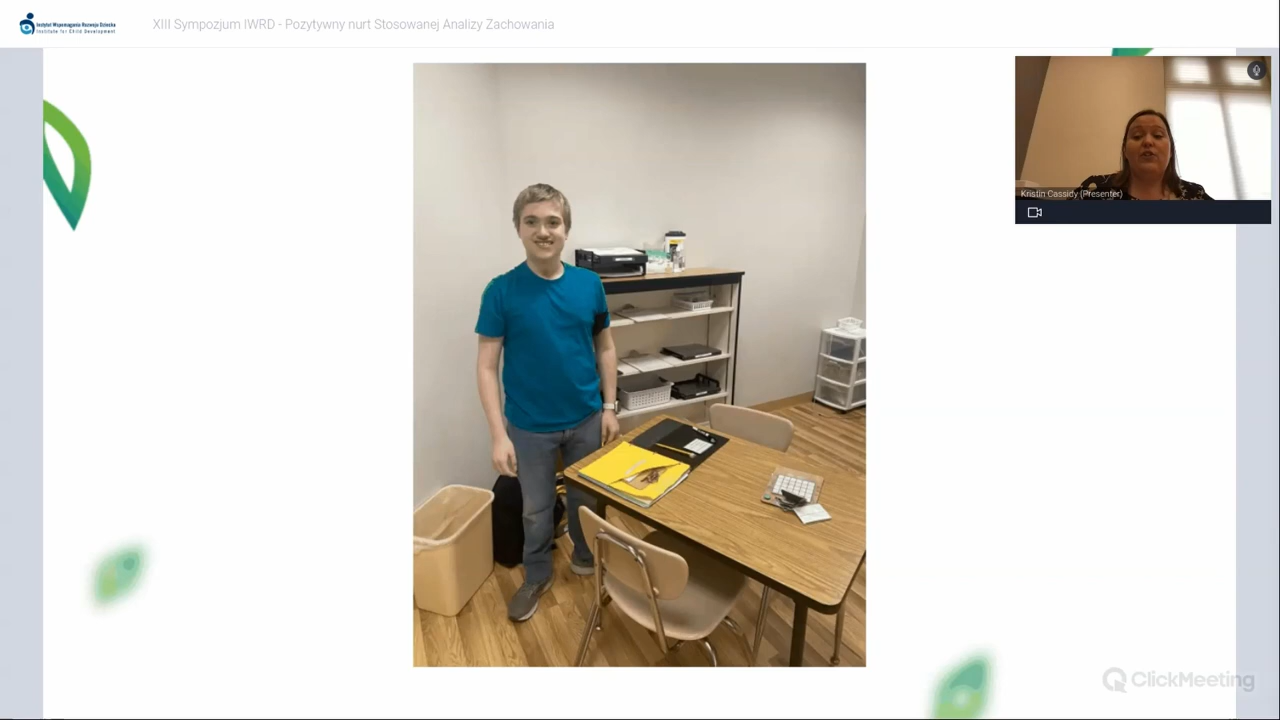 Instytut Wspomagania Rozwoju Dziecka
Institute for Child Development
XIII Sympozjum IWRD - Pozytywny nurt Stosowanej Analizy Zachowania
Kristin Cassidy (Presenter)
ClickMeeting